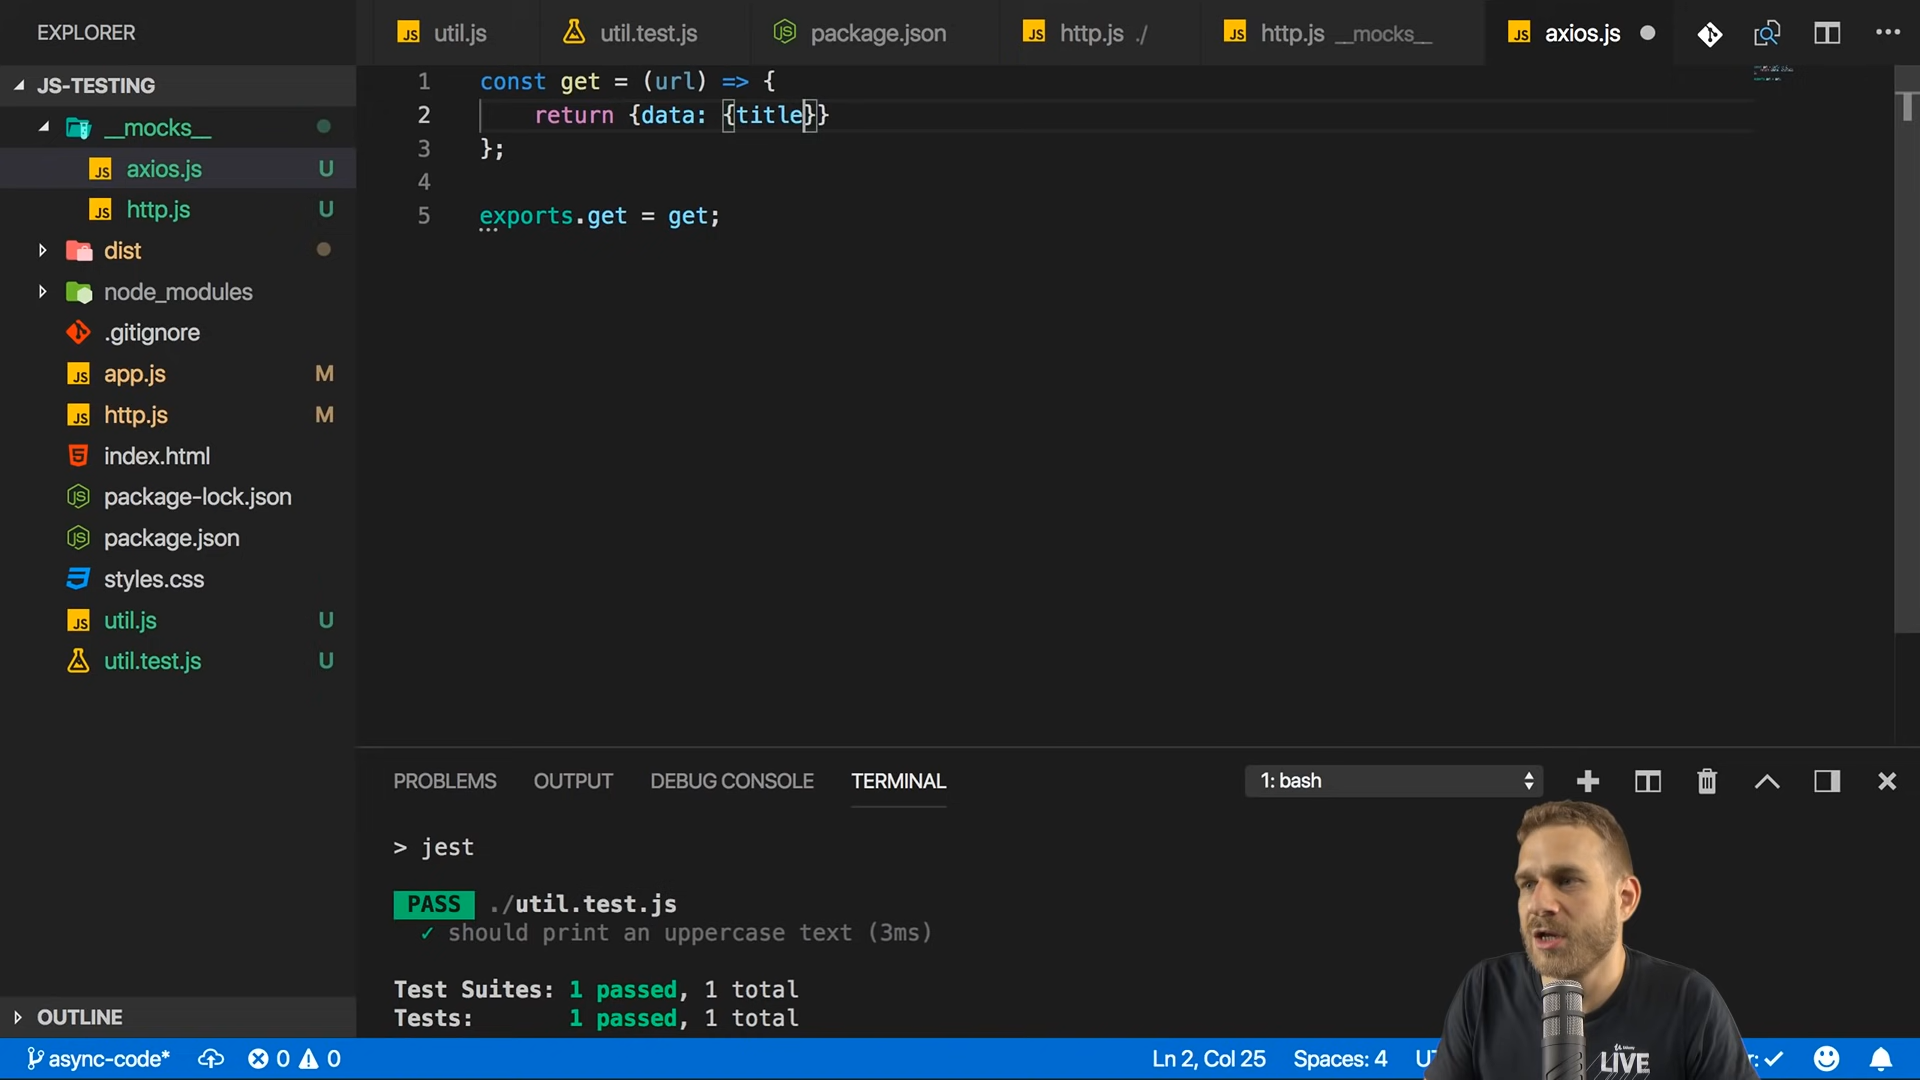 EXPLORER
util.js
util.test.js
package.json
http.js ./
http.js __mocks__
axios.js
JS-TESTING
__mocks__
axios.js U
http.js U
dist
node_modules
.gitignore
app.js M
http.js M
index.html
package-lock.json
package.json
styles.css
util.js U
util.test.js U
OUTLINE
1 const get = (url) => {
2 return {data: {title}}
3 };
4
5 exports.get = get;
PROBLEMS OUTPUT DEBUG CONSOLE TERMINAL 1: bash
> jest
PASS ./util.test.js
✓ should print an uppercase text (3ms)
Test Suites: 1 passed, 1 total
Tests: 1 passed, 1 total
async-code* 0 0 Ln 2, Col 25 Spaces: 4
LIVE